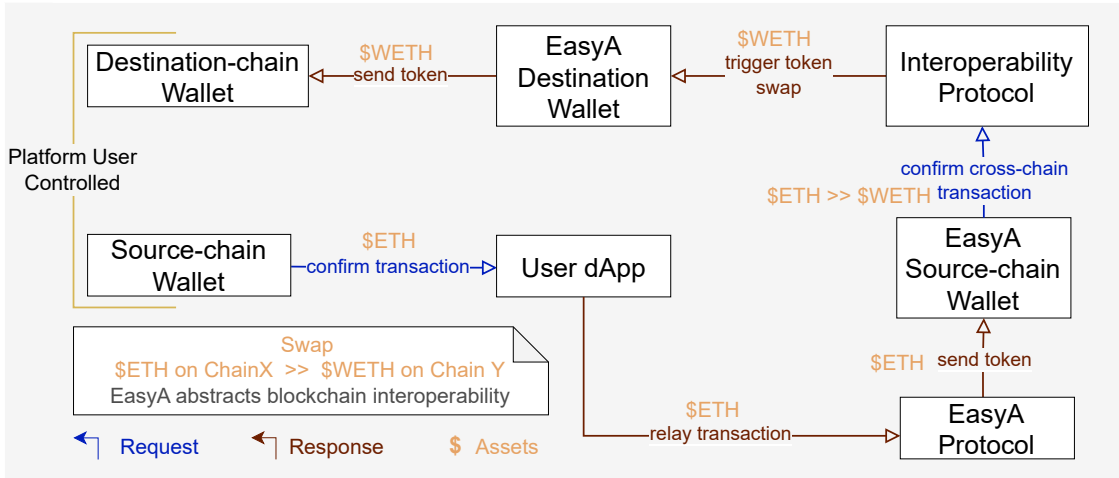 Destination-chain
Wallet
$WETH
send token
EasyA
Destination
Wallet
$WETH
trigger token
swap
Interoperability
Protocol
Platform User
Controlled
confirm cross-chain
transaction
$ETH >> $WETH
Source-chain
Wallet
$ETH
confirm transaction
User dApp
EasyA
Source-chain
Wallet
Swap
$ETH on ChainX >> $WETH on Chain Y
EasyA abstracts blockchain interoperability
$ETH
send token
$ETH
relay transaction
EasyA
Protocol
Request
Response
$ Assets